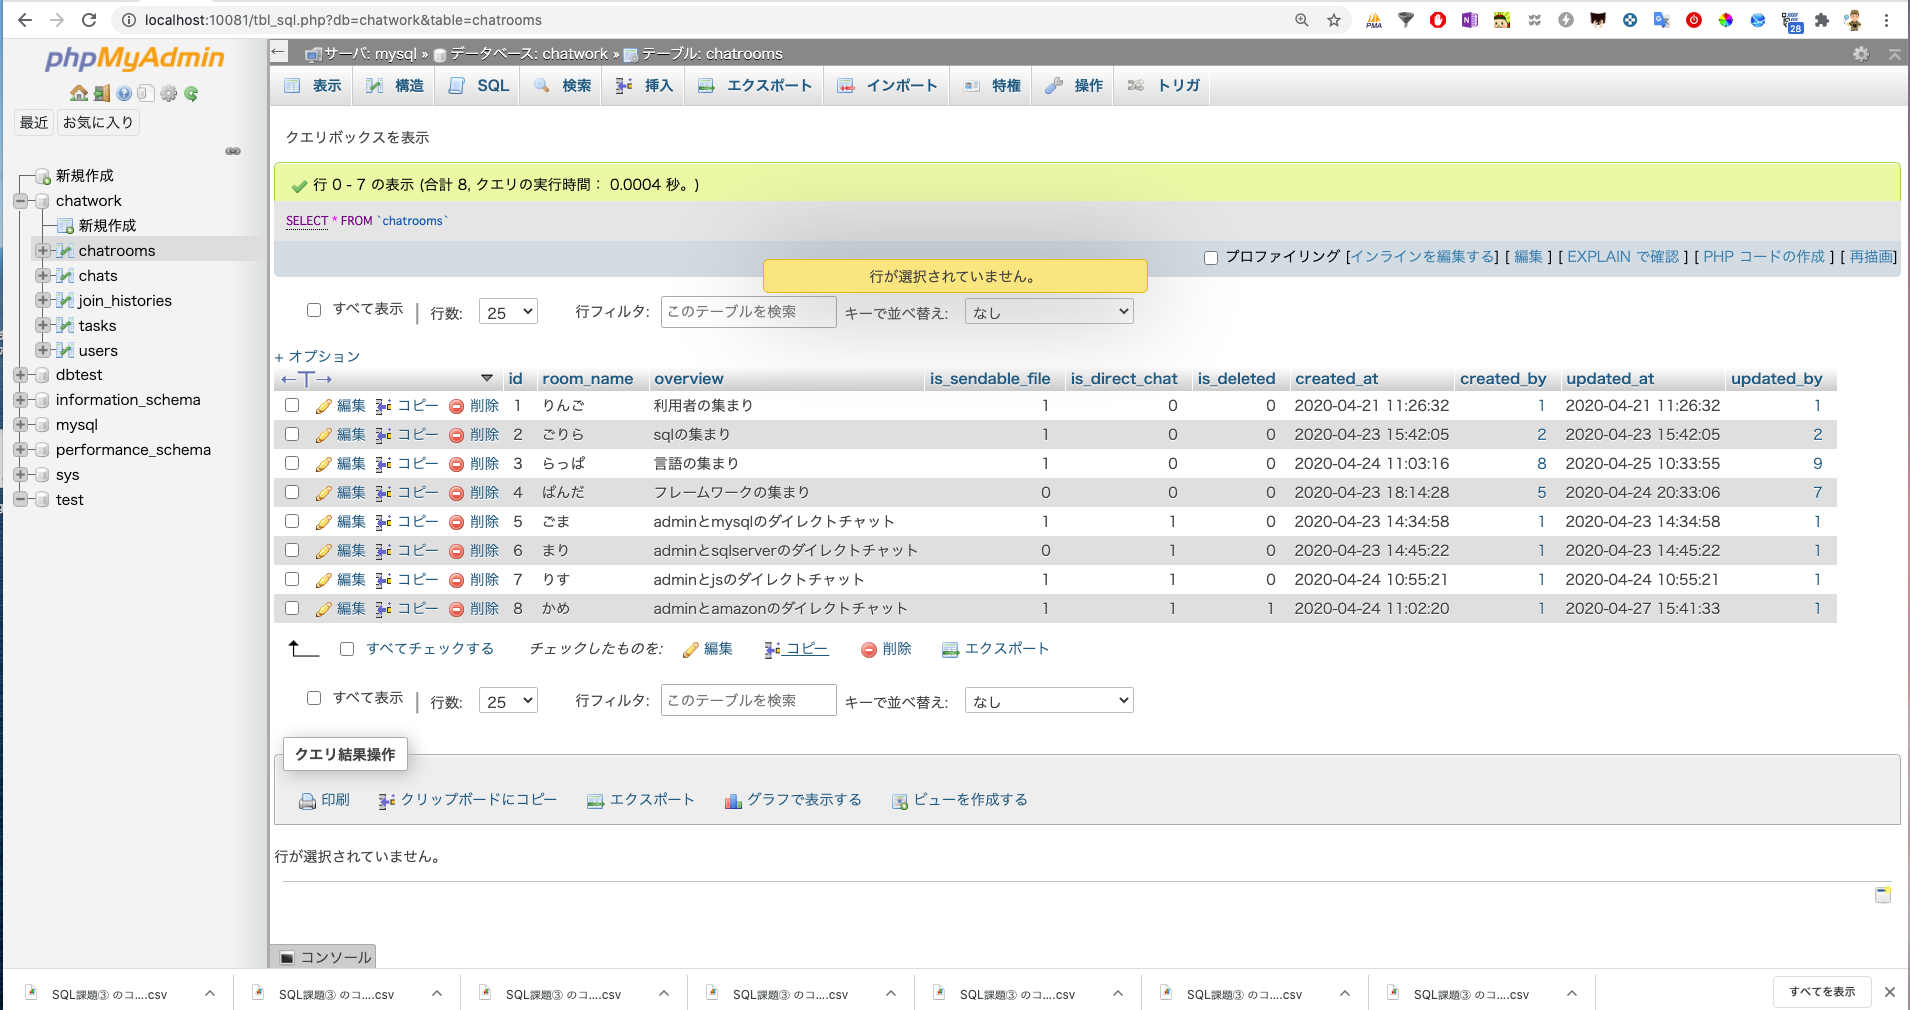 localhost:10081/tbl_sql.php?db=chatwork&table=chatrooms
PMA
28
phpMyAdmin
最近 お気に入り
新規作成
chatwork
新規作成
chatrooms
chats
join_histories
tasks
users
dbtest
information_schema
mysql
performance_schema
sys
test
サーバ: mysql » データベース: chatwork » テーブル: chatrooms
表示 構造 SQL 検索 挿入 エクスポート インポート 特権 操作 トリガ
クエリボックスを表示
行 0 - 7 の表示 (合計 8, クエリの実行時間： 0.0004 秒。)
SELECT * FROM `chatrooms`
プロファイリング [インラインを編集する] [ 編集 ] [ EXPLAIN で確認 ] [ PHP コードの作成 ] [ 再描画]
行が選択されていません。
すべて表示 | 行数: 25 行フィルタ: このテーブルを検索 キーで並べ替え: なし
+ オプション
←T→ id room_name overview is_sendable_file is_direct_chat is_deleted created_at created_by updated_at updated_by
編集 コピー 削除 1 りんご 利用者の集まり 1 0 0 2020-04-21 11:26:32 1 2020-04-21 11:26:32 1
編集 コピー 削除 2 ごりら sqlの集まり 1 0 0 2020-04-23 15:42:05 2 2020-04-23 15:42:05 2
編集 コピー 削除 3 らっぱ 言語の集まり 1 0 0 2020-04-24 11:03:16 8 2020-04-25 10:33:55 9
編集 コピー 削除 4 ぱんだ フレームワークの集まり 0 0 0 2020-04-23 18:14:28 5 2020-04-24 20:33:06 7
編集 コピー 削除 5 ごま adminとmysqlのダイレクトチャット 1 1 0 2020-04-23 14:34:58 1 2020-04-23 14:34:58 1
編集 コピー 削除 6 まり adminとsqlserverのダイレクトチャット 0 1 0 2020-04-23 14:45:22 1 2020-04-23 14:45:22 1
編集 コピー 削除 7 りす adminとjsのダイレクトチャット 1 1 0 2020-04-24 10:55:21 1 2020-04-24 10:55:21 1
編集 コピー 削除 8 かめ adminとamazonのダイレクトチャット 1 1 1 2020-04-24 11:02:20 1 2020-04-27 15:41:33 1
すべてチェックする チェックしたものを: 編集 コピー 削除 エクスポート
すべて表示 | 行数: 25 行フィルタ: このテーブルを検索 キーで並べ替え: なし
クエリ結果操作
印刷 クリップボードにコピー エクスポート グラフで表示する ビューを作成する
行が選択されていません。
コンソール
SQL課題③ のコ....csv SQL課題③ のコ....csv SQL課題③ のコ....csv SQL課題③ のコ....csv SQL課題③ のコ....csv SQL課題③ のコ....csv SQL課題③ のコ....csv すべてを表示